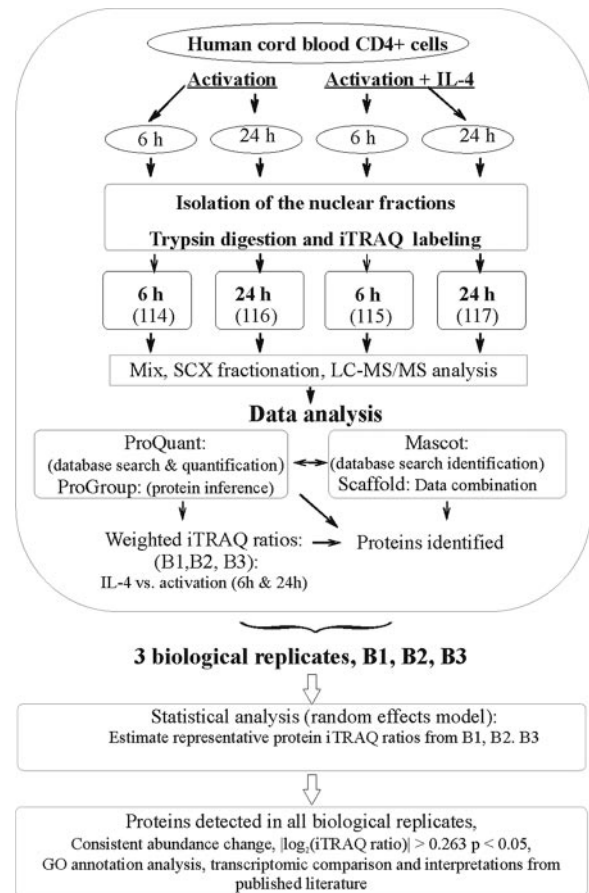 Human cord blood CD4+ cells
Activation Activation + IL-4
6 h 24 h 6 h 24 h
Isolation of the nuclear fractions
Trypsin digestion and iTRAQ labeling
6 h 24 h 6 h 24 h
(114) (116) (115) (117)
Mix, SCX fractionation, LC-MS/MS analysis
Data analysis
ProQuant:
(database search & quantification)
ProGroup: (protein inference)
Mascot:
(database search identification)
Scaffold: Data combination
Weighted iTRAQ ratios:
(B1,B2, B3):
IL-4 vs. activation (6h & 24h)
Proteins identified
3 biological replicates, B1, B2, B3
Statistical analysis (random effects model):
Estimate representative protein iTRAQ ratios from B1, B2. B3
Proteins detected in all biological replicates,
Consistent abundance change, |log₂(iTRAQ ratio)| > 0.263 p < 0.05,
GO annotation analysis, transcriptomic comparison and interpretations from
published literature